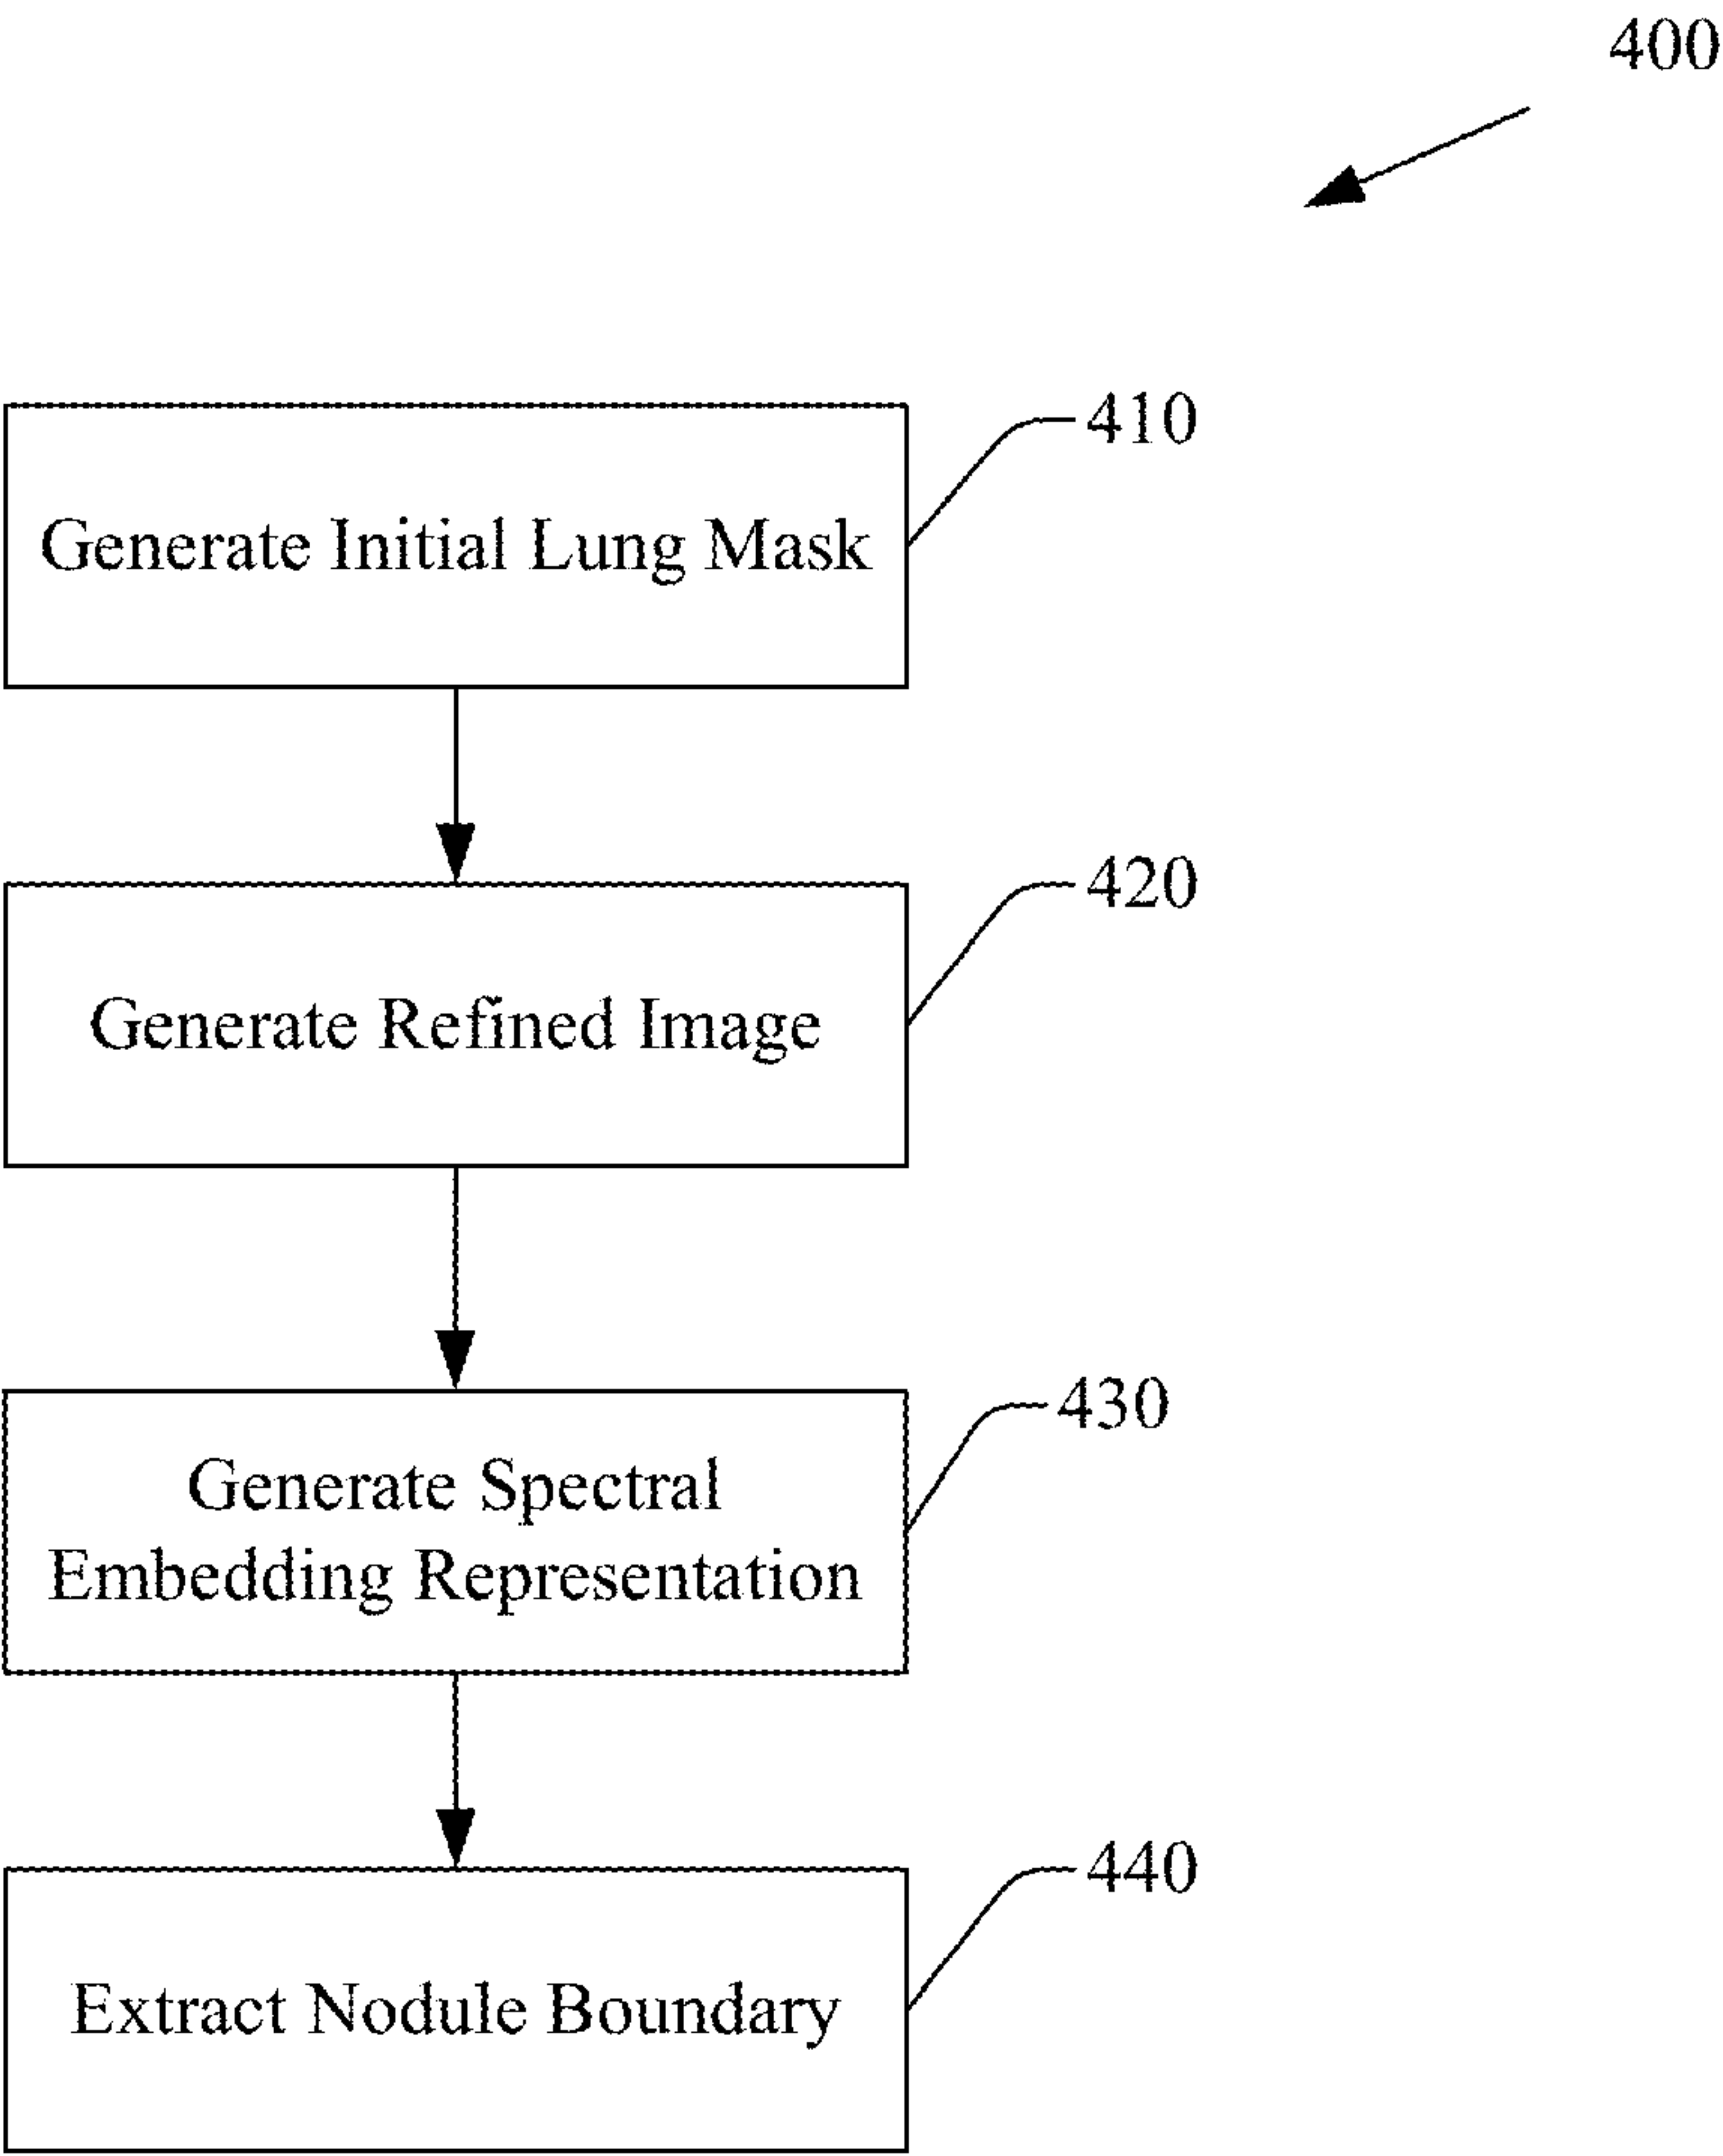 400
410
Generate Initial Lung Mask
420
Generate Refined Image
430
Generate Spectral
Embedding Representation
440
Extract Nodule Boundary